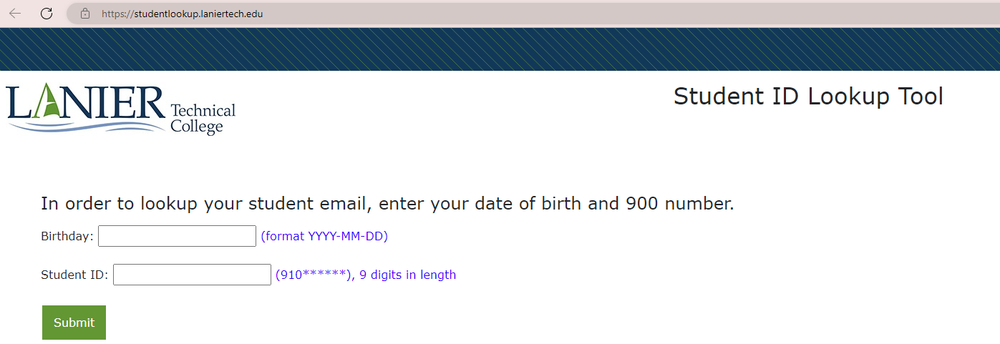 https://studentlookup.laniertech.edu
LANIER Technical College
Student ID Lookup Tool
In order to lookup your student email, enter your date of birth and 900 number.
Birthday: (format YYYY-MM-DD)
Student ID: (910******), 9 digits in length
Submit